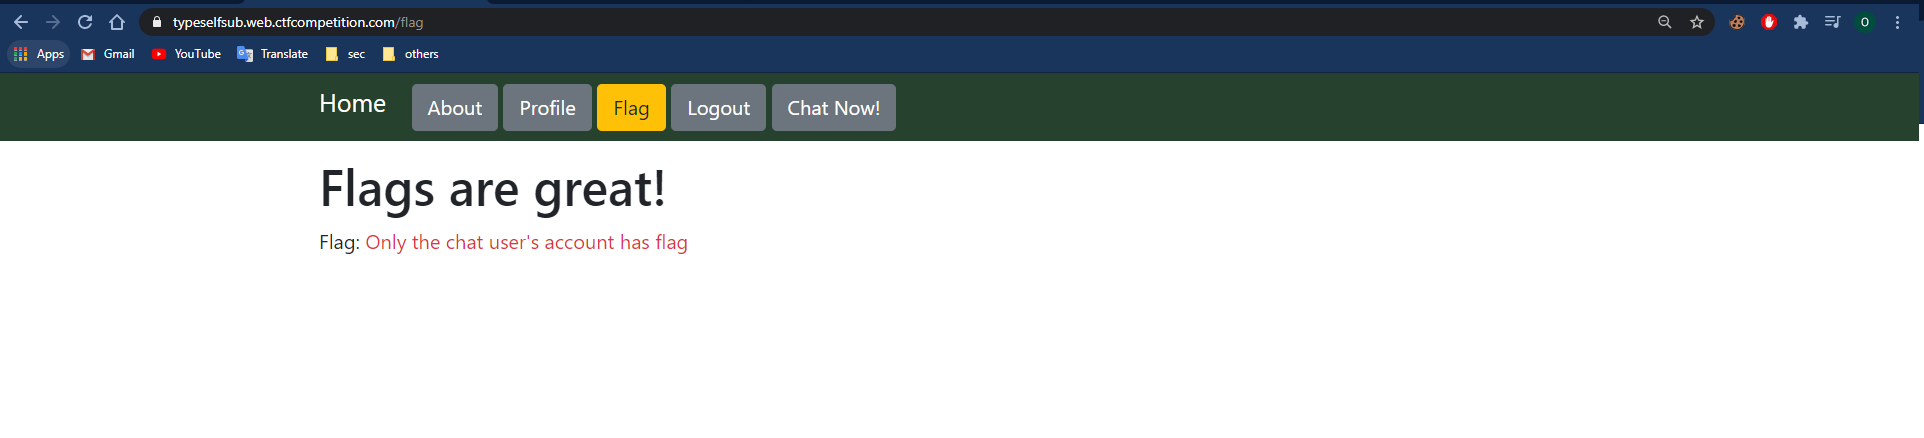 typeselfsub.web.ctfcompetition.com/flag
O
Apps Gmail YouTube Translate sec others
Home About Profile Flag Logout Chat Now!
Flags are great!
Flag: Only the chat user's account has flag